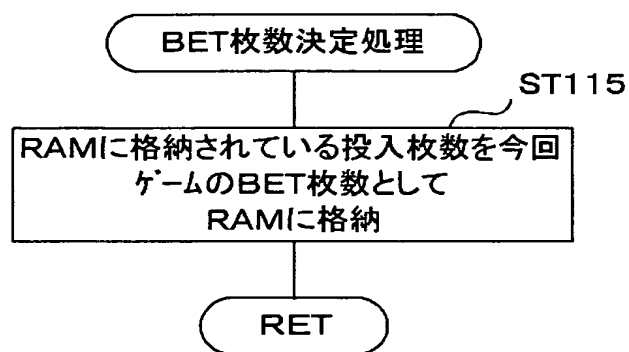 BET枚数決定処理
ST115
RAMに格納されている投入枚数を今回
ゲームのBET枚数として
RAMに格納
RET